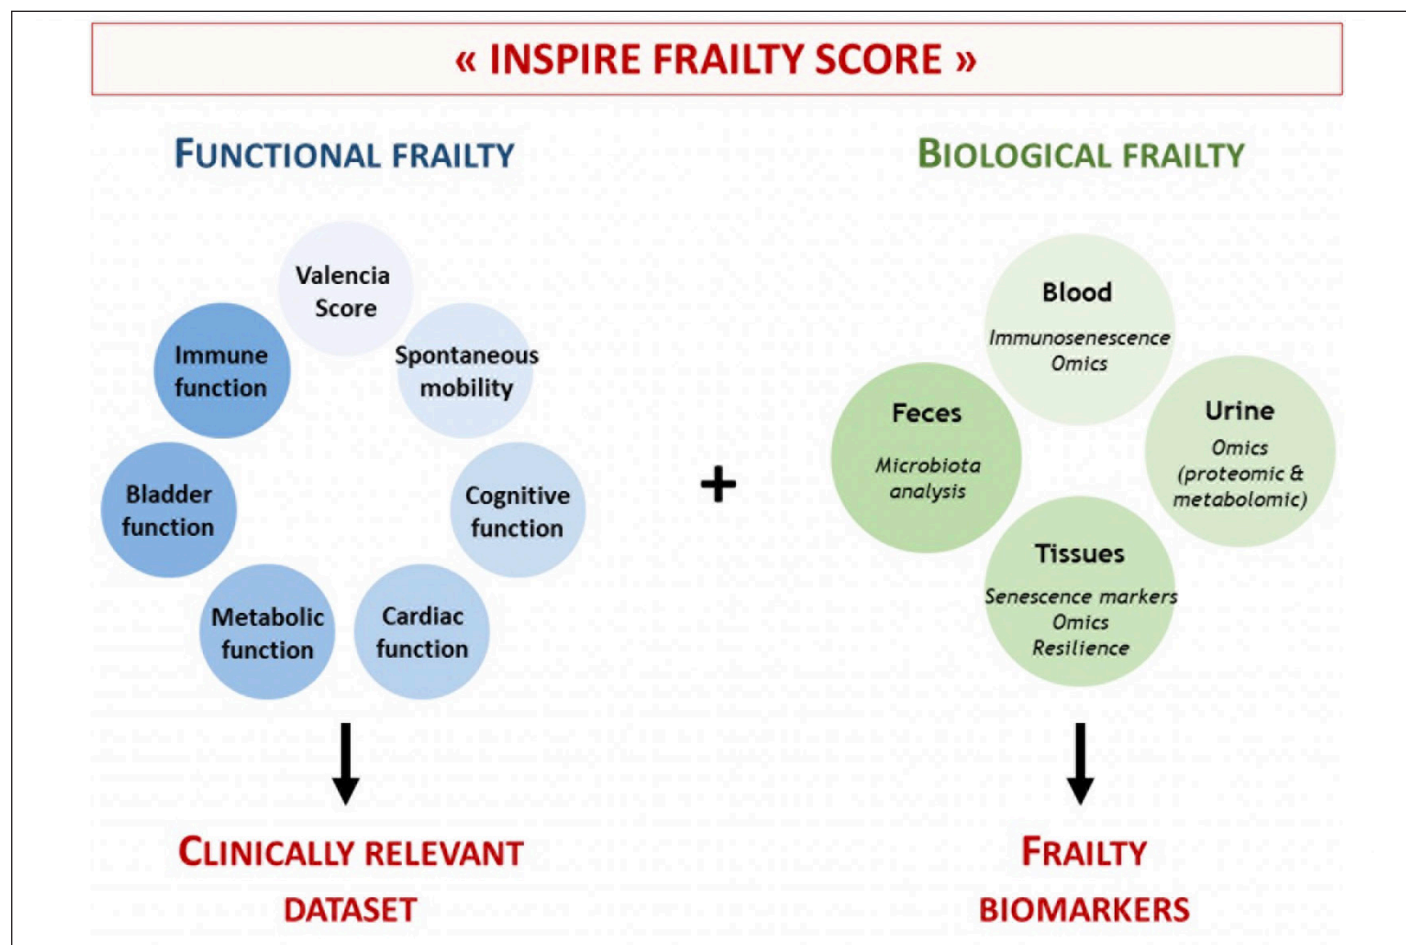 « INSPIRE FRAILTY SCORE »
FUNCTIONAL FRAILTY
Valencia
Score
Spontaneous
mobility
Cognitive
function
Cardiac
function
Metabolic
function
Bladder
function
Immune
function
CLINICALLY RELEVANT
DATASET
+
BIOLOGICAL FRAILTY
Blood
Immunosenescence
Omics
Urine
Omics
(proteomic &
metabolomic)
Tissues
Senescence markers
Omics
Resilience
Feces
Microbiota
analysis
FRAILTY
BIOMARKERS